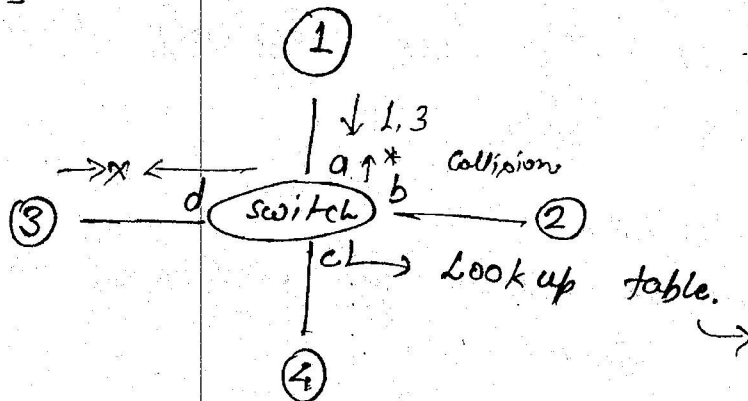 1
↓ 1, 3
→x← a ↑ * Collision
3 d switch b 2
c → Look up table.
4